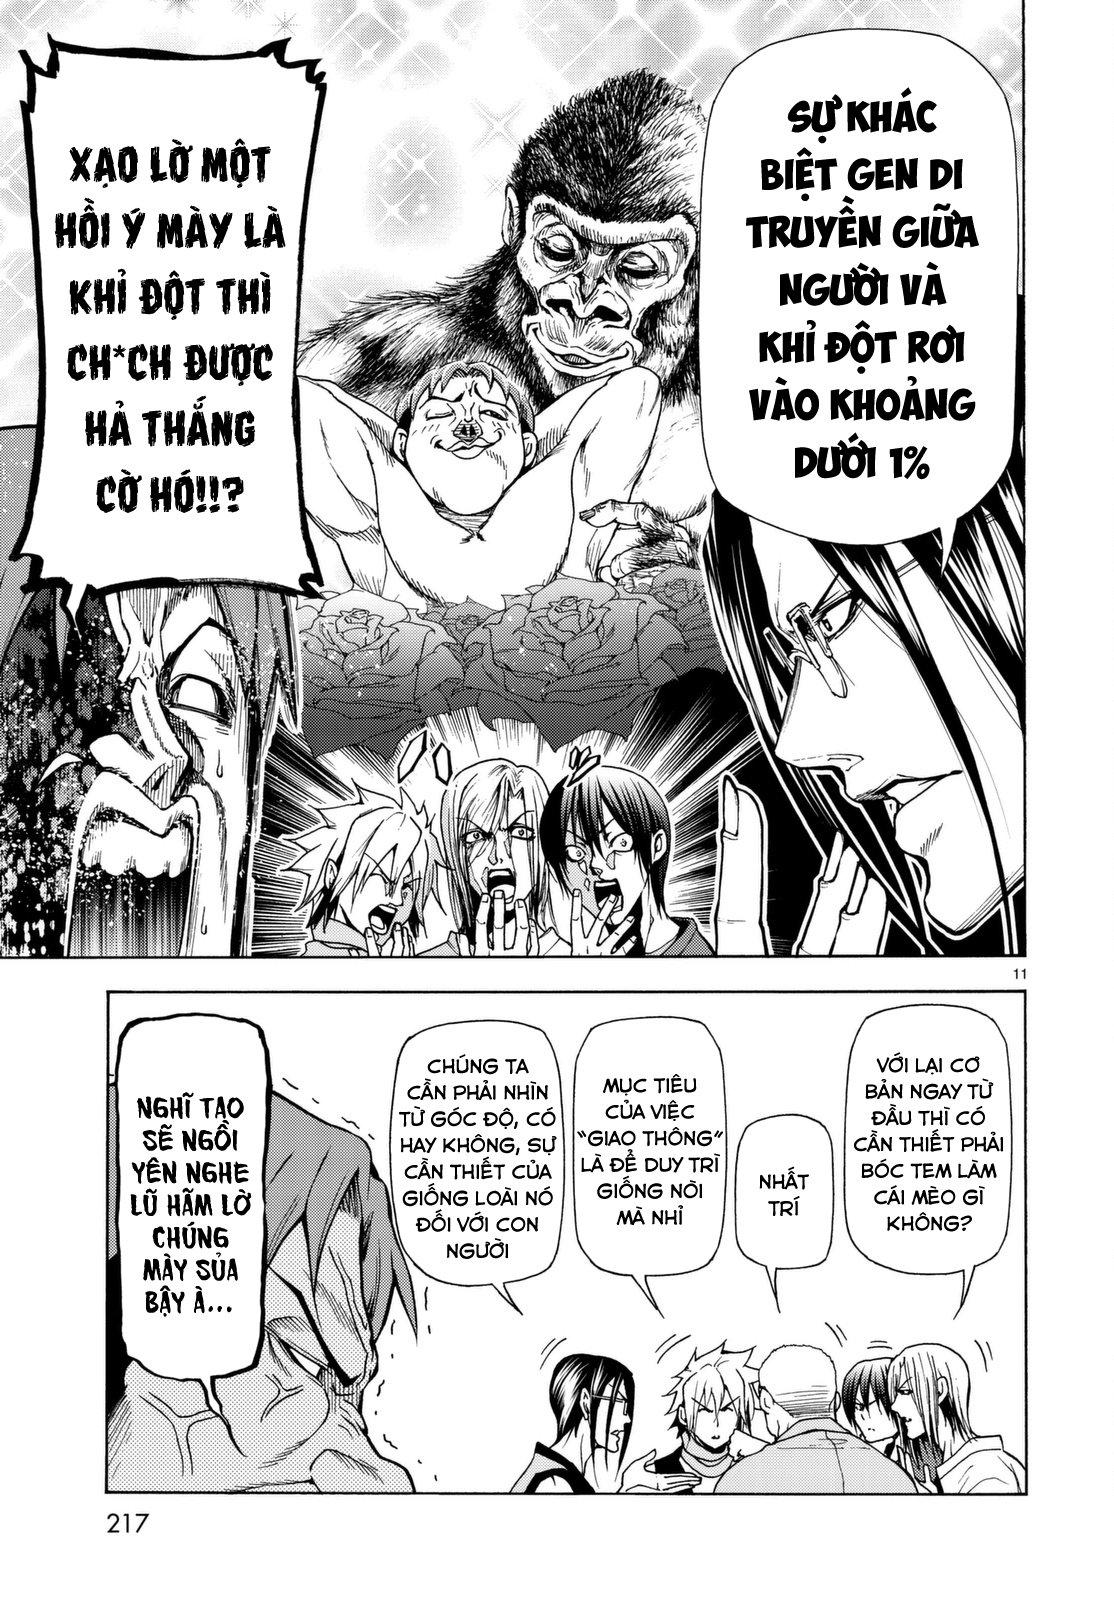 SỰ KHÁC
BIỆT GEN DI
TRUYỀN GIỮA
NGƯỜI VÀ
KHỈ ĐỘT RƠI
VÀO KHOẢNG
DƯỚI 1%
XẠO LỜ MỘT
HỒI Ý MÀY LÀ
KHỈ ĐỘT THÌ
CH*CH ĐƯỢC
HẢ THẮNG
CỜ HÓ!!?
11
VỚI LẠI CƠ
BẢN NGAY TỪ
ĐẦU THÌ CÓ
CẦN THIẾT PHẢI
BÓC TEM LÀM
CÁI MÈO GÌ
KHÔNG?
NHẤT
TRÍ
MỤC TIÊU
CỦA VIỆC
“GIAO THÔNG”
LÀ ĐỂ DUY TRÌ
GIỐNG NÒI
MÀ NHỈ
CHÚNG TA
CẦN PHẢI NHÌN
TỪ GÓC ĐỘ, CÓ
HAY KHÔNG, SỰ
CẦN THIẾT CỦA
GIỐNG LOÀI NÓ
ĐỐI VỚI CON
NGƯỜI
NGHĨ TẠO
SẼ NGỒI
YÊN NGHE
LŨ HÃM LỜ
CHÚNG
MÀY SỦA
BẬY À...
217